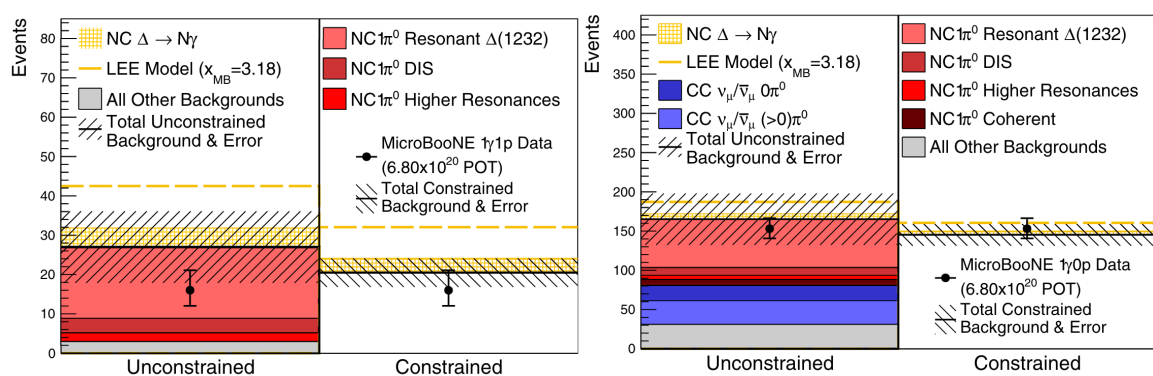 Events
80
70
60
50
40
30
20
10
0
NC Δ → Nγ
LEE Model (x_MB=3.18)
All Other Backgrounds
Total Unconstrained
Background & Error
NC1π⁰ Resonant Δ(1232)
NC1π⁰ DIS
NC1π⁰ Higher Resonances
MicroBooNE 1γ1p Data
(6.80x10²⁰ POT)
Total Constrained
Background & Error
Unconstrained
Constrained
Events
400
350
300
250
200
150
100
50
0
NC Δ → Nγ
LEE Model (x_MB=3.18)
CC ν_μ/ν̅_μ 0π⁰
CC ν_μ/ν̅_μ (>0)π⁰
Total Unconstrained
Background & Error
NC1π⁰ Resonant Δ(1232)
NC1π⁰ DIS
NC1π⁰ Higher Resonances
NC1π⁰ Coherent
All Other Backgrounds
MicroBooNE 1γ0p Data
(6.80x10²⁰ POT)
Total Constrained
Background & Error
Unconstrained
Constrained